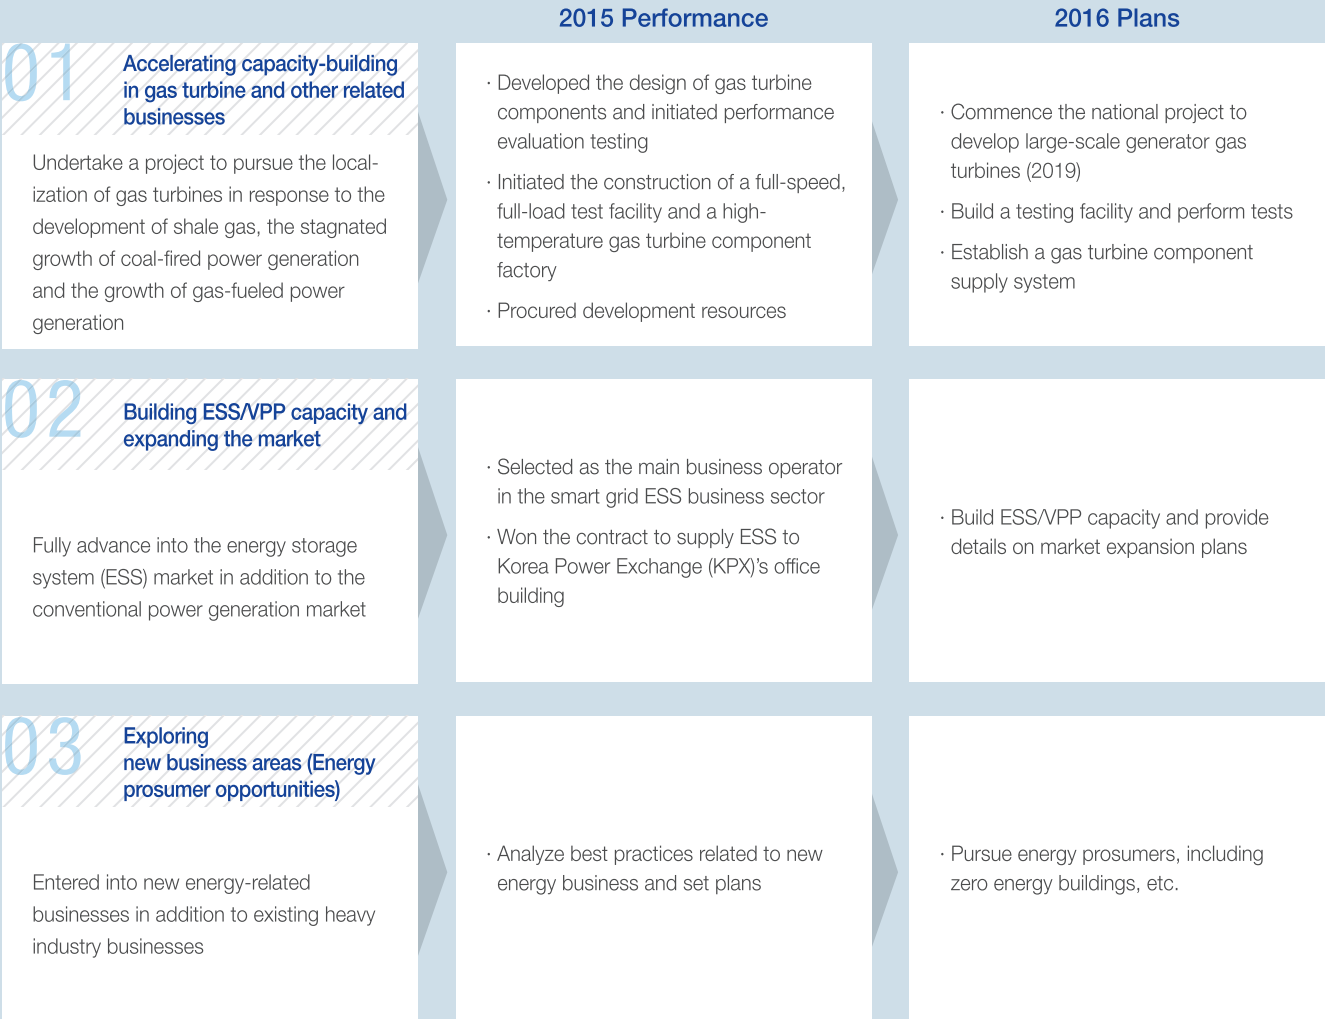 2015 Performance
2016 Plans
01
Accelerating capacity-building
in gas turbine and other related
businesses
Undertake a project to pursue the local-
ization of gas turbines in response to the
development of shale gas, the stagnated
growth of coal-fired power generation
and the growth of gas-fueled power
generation
· Developed the design of gas turbine
components and initiated performance
evaluation testing
· Initiated the construction of a full-speed,
full-load test facility and a high-
temperature gas turbine component
factory
· Procured development resources
· Commence the national project to
develop large-scale generator gas
turbines (2019)
· Build a testing facility and perform tests
· Establish a gas turbine component
supply system
02
Building ESS/VPP capacity and
expanding the market
Fully advance into the energy storage
system (ESS) market in addition to the
conventional power generation market
· Selected as the main business operator
in the smart grid ESS business sector
· Won the contract to supply ESS to
Korea Power Exchange (KPX)’s office
building
· Build ESS/VPP capacity and provide
details on market expansion plans
03
Exploring
new business areas (Energy
prosumer opportunities)
Entered into new energy-related
businesses in addition to existing heavy
industry businesses
· Analyze best practices related to new
energy business and set plans
· Pursue energy prosumers, including
zero energy buildings, etc.